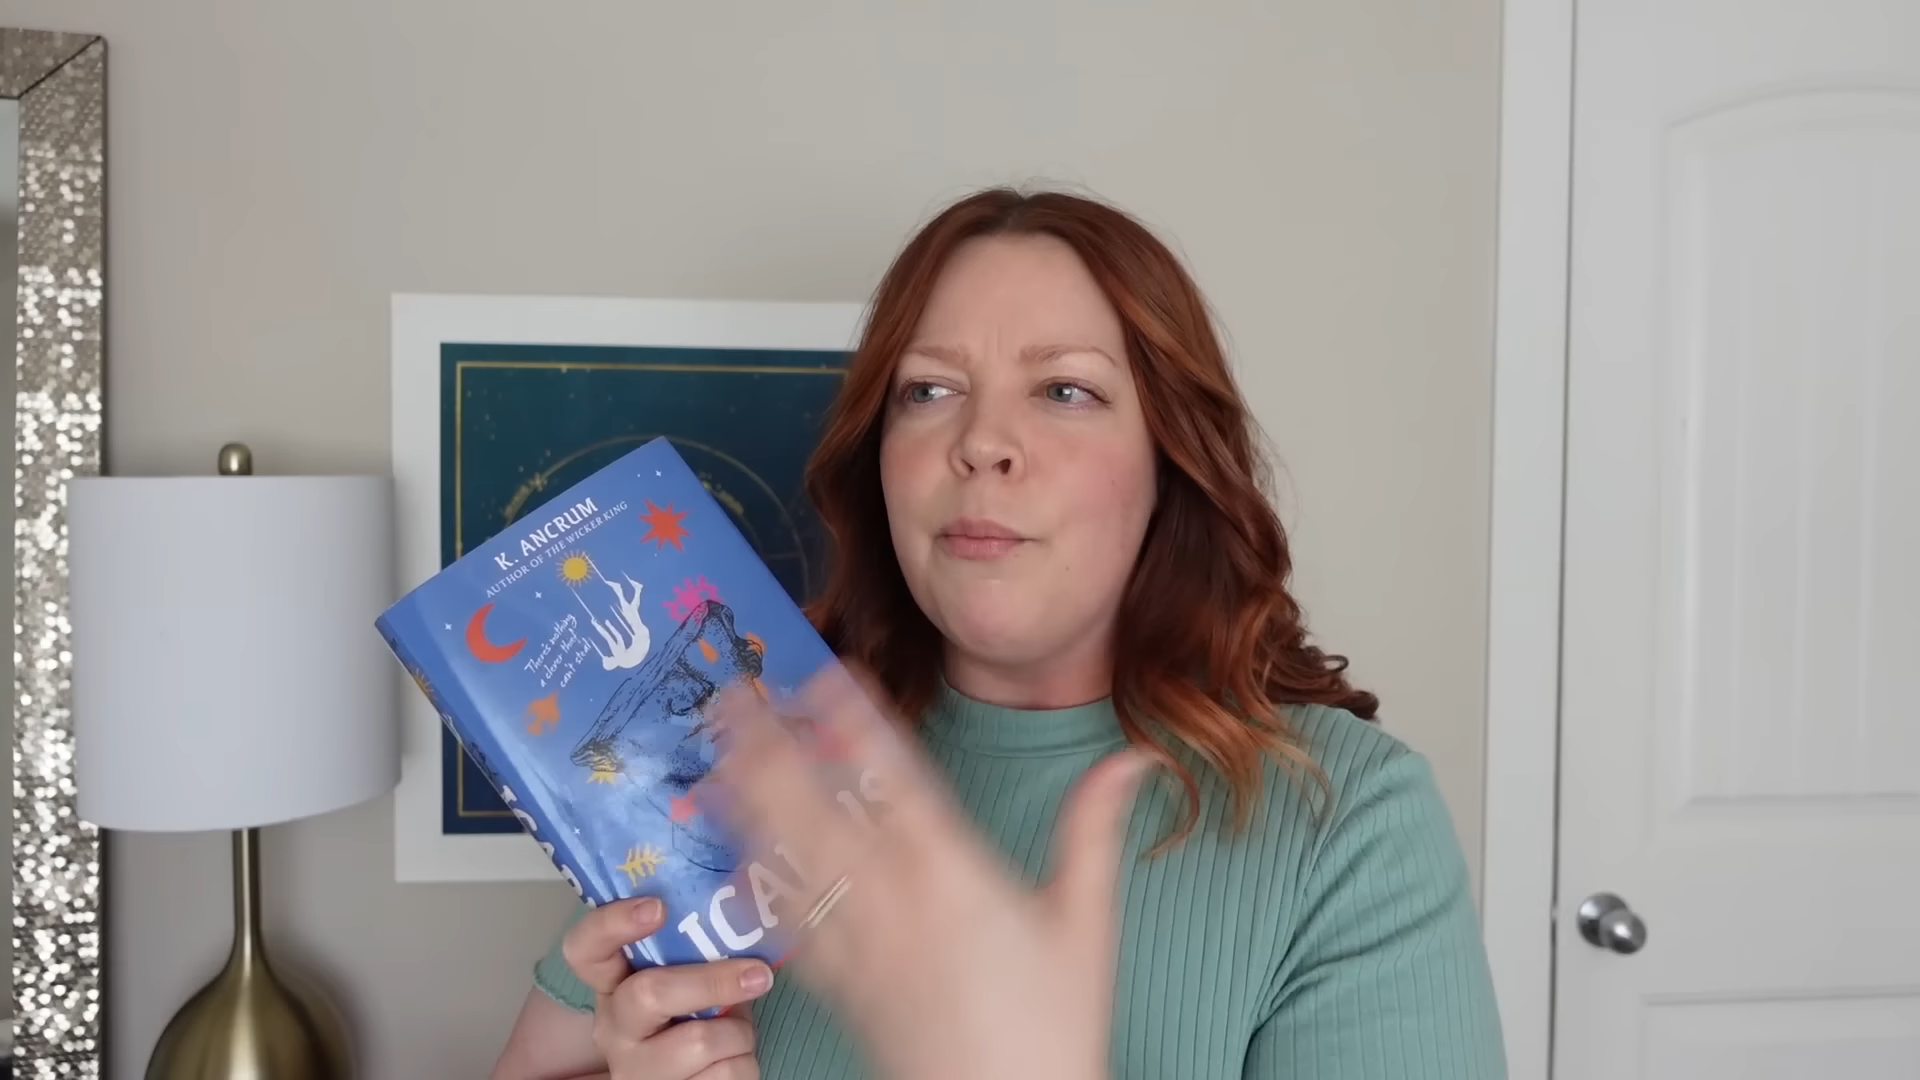 K. ANCRUM
AUTHOR OF THE WICKER KING
There's nothing
a clever thief
can't steal